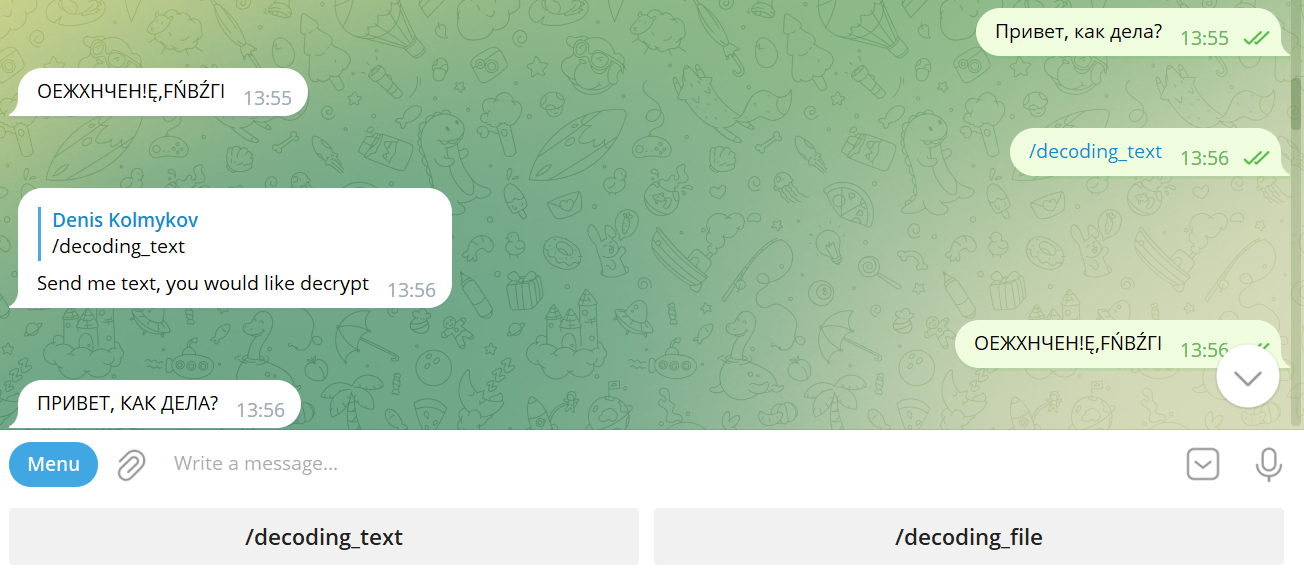 Привет, как дела? 13:55
ОЕЖХНЧЕН!Ę,FŃBŹГI 13:55
/decoding_text 13:56
Denis Kolmykov
/decoding_text
Send me text, you would like decrypt 13:56
ОЕЖХНЧЕН!Ę,FŃBŹГI 13:56
ПРИВЕТ, КАК ДЕЛА? 13:56
Menu
Write a message...
/decoding_text
/decoding_file